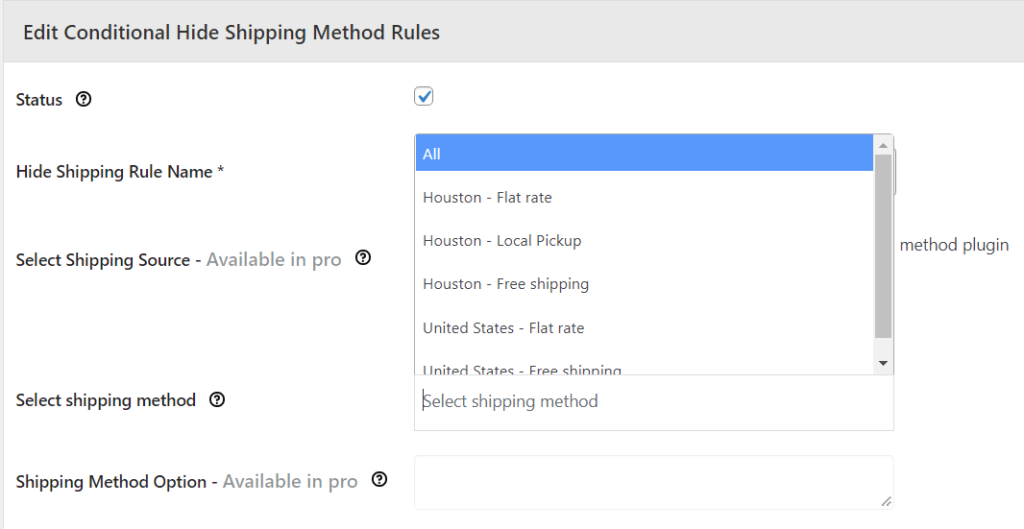 Edit Conditional Hide Shipping Method Rules
Status
Hide Shipping Rule Name *
All
Houston - Flat rate
Houston - Local Pickup
Select Shipping Source - Available in pro
method plugin
Houston - Free shipping
United States - Flat rate
United States - Free shipping
Select shipping method
Select shipping method
Shipping Method Option - Available in pro